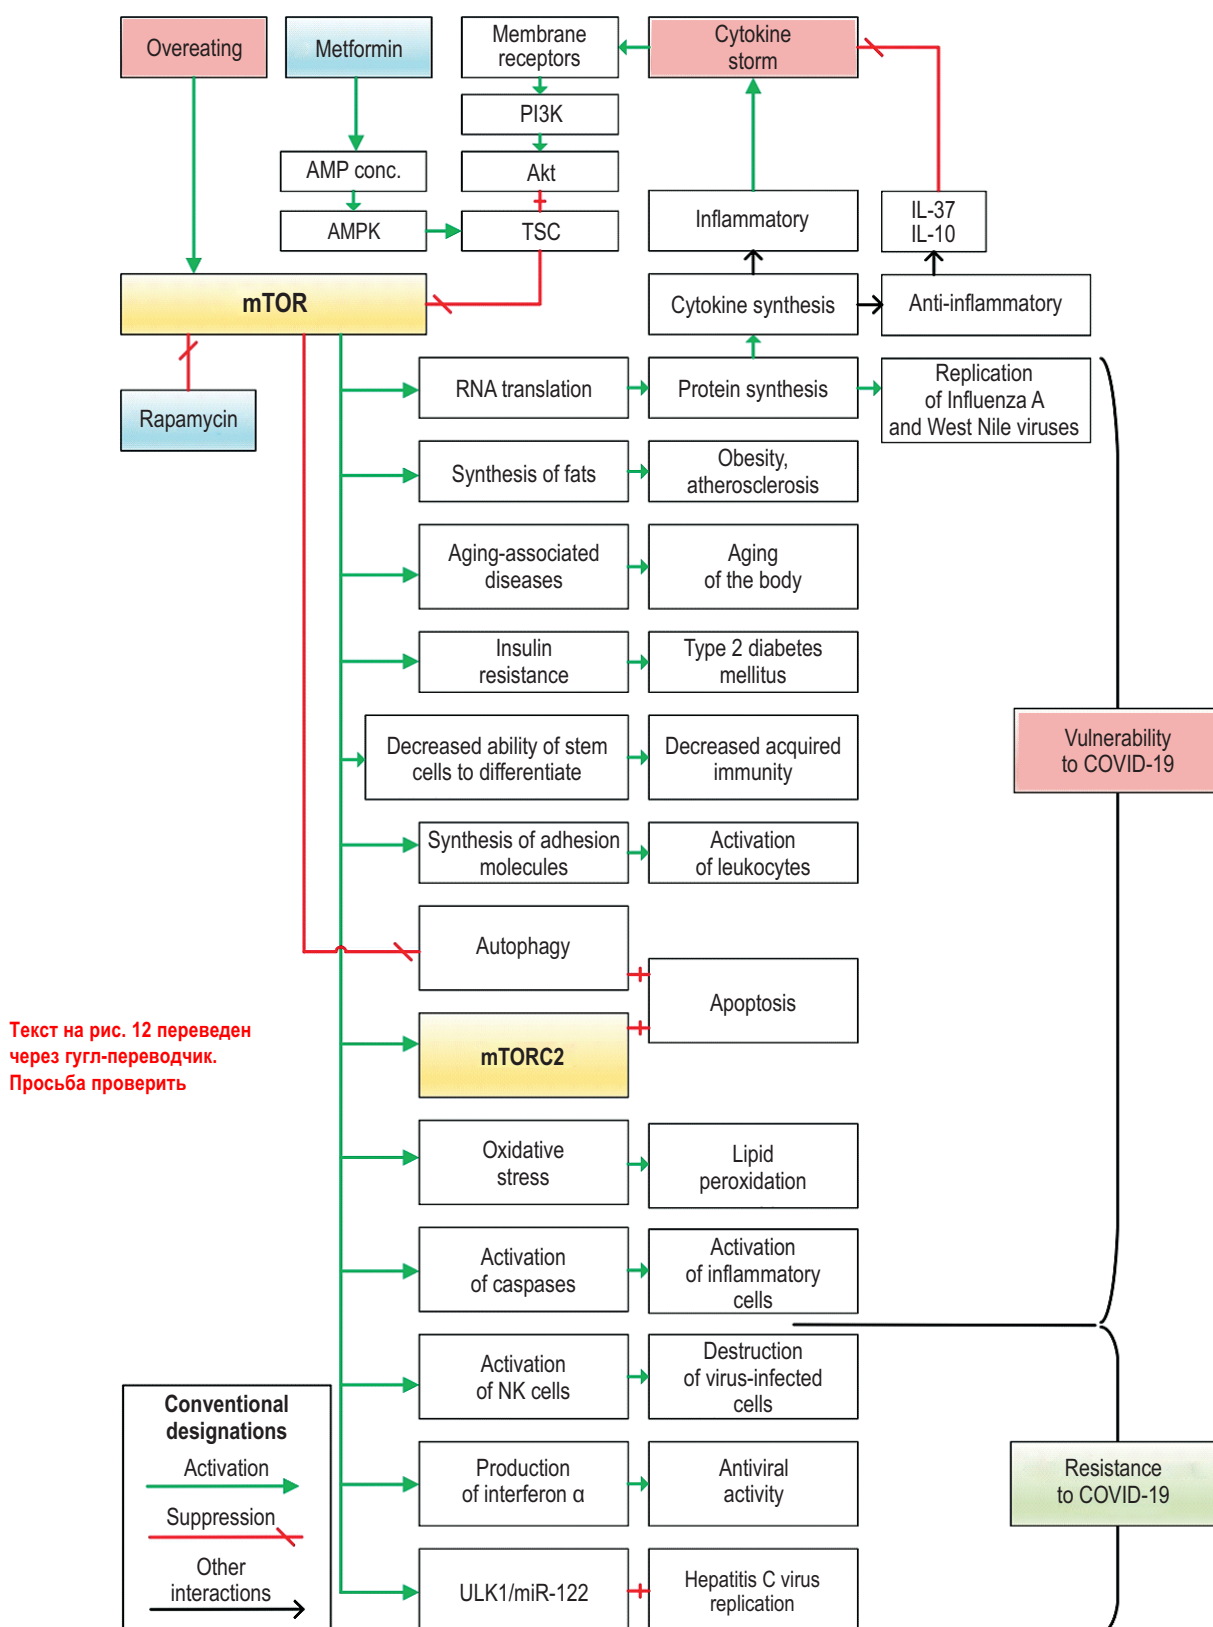 Overeating
Metformin
Membrane
receptors
Cytokine
storm
PI3K
AMP conc.
Akt
Inflammatory
IL-37
IL-10
AMPK
TSC
mTOR
Cytokine synthesis
Anti-inflammatory
Rapamycin
RNA translation
Protein synthesis
Replication
of Influenza A
and West Nile viruses
Synthesis of fats
Obesity,
atherosclerosis
Aging-associated
diseases
Aging
of the body
Insulin
resistance
Type 2 diabetes
mellitus
Decreased ability of stem
cells to differentiate
Decreased acquired
immunity
Vulnerability
to COVID-19
Synthesis of adhesion
molecules
Activation
of leukocytes
Autophagy
Apoptosis
Текст на рис. 12 переведен
через гугл-переводчик.
Просьба проверить
mTORC2
Oxidative
stress
Lipid
peroxidation
Activation
of caspases
Activation
of inflammatory
cells
Activation
of NK cells
Destruction
of virus-infected
cells
Production
of interferon α
Antiviral
activity
Resistance
to COVID-19
ULK1/miR-122
Hepatitis C virus
replication
Conventional
designations
Activation
Suppression
Other
interactions